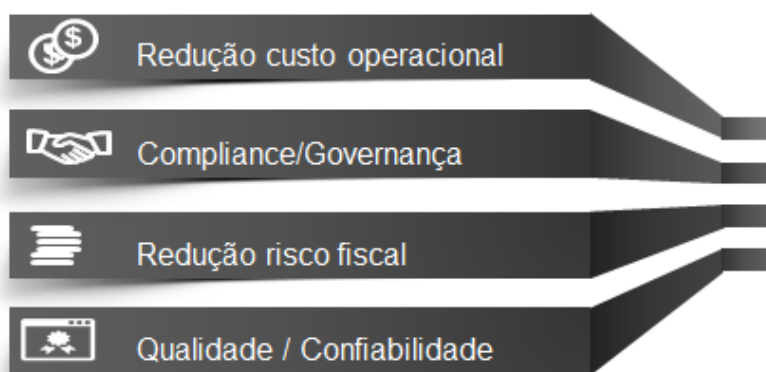 Redução custo operacional
Compliance/Governança
Redução risco fiscal
Qualidade / Confiabilidade